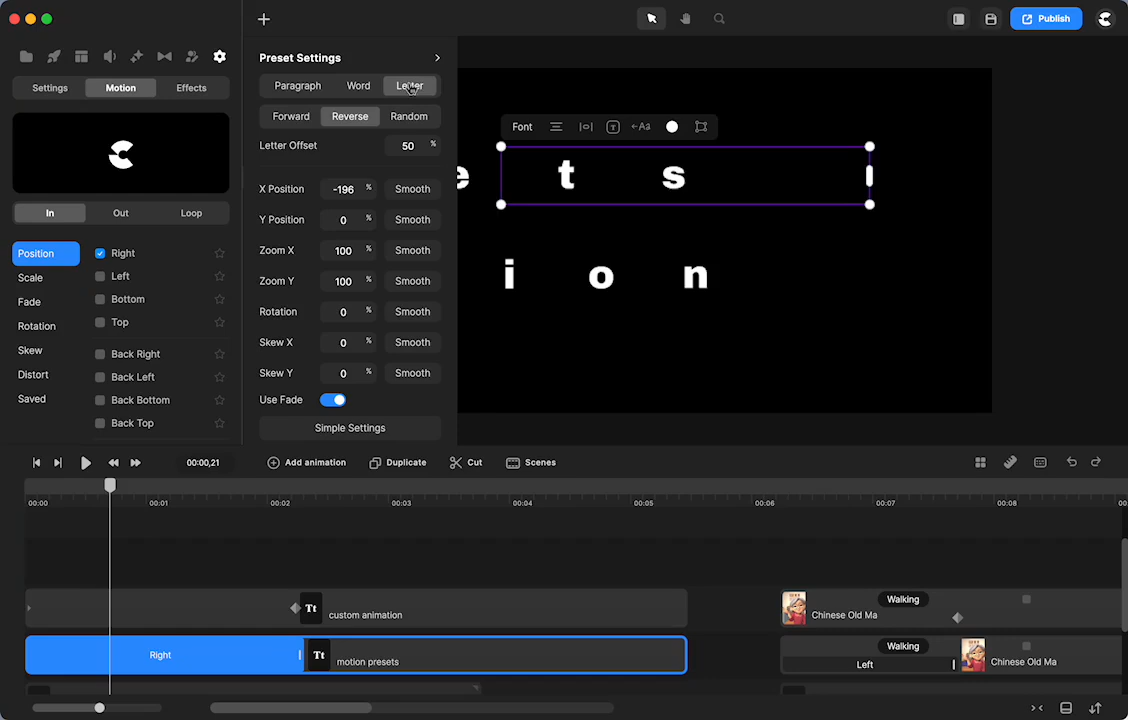 Publish
Settings Motion Effects
In Out Loop
Position
Scale
Fade
Rotation
Skew
Distort
Saved
Right
Left
Bottom
Top
Back Right
Back Left
Back Bottom
Back Top
Preset Settings
Paragraph Word Letter
Forward Reverse Random
Letter Offset 50 %
X Position -196 % Smooth
Y Position 0 % Smooth
Zoom X 100 % Smooth
Zoom Y 100 % Smooth
Rotation 0 % Smooth
Skew X 0 % Smooth
Skew Y 0 % Smooth
Use Fade
Simple Settings
Font T Aa
e t s
i o n
00:00,21 Add animation Duplicate Cut Scenes
00:00 00:01 00:02 00:03 00:04 00:05 00:06 00:07 00:08 00
Tt custom animation Walking Chinese Old Ma
Right Tt motion presets Walking Left Chinese Old Ma